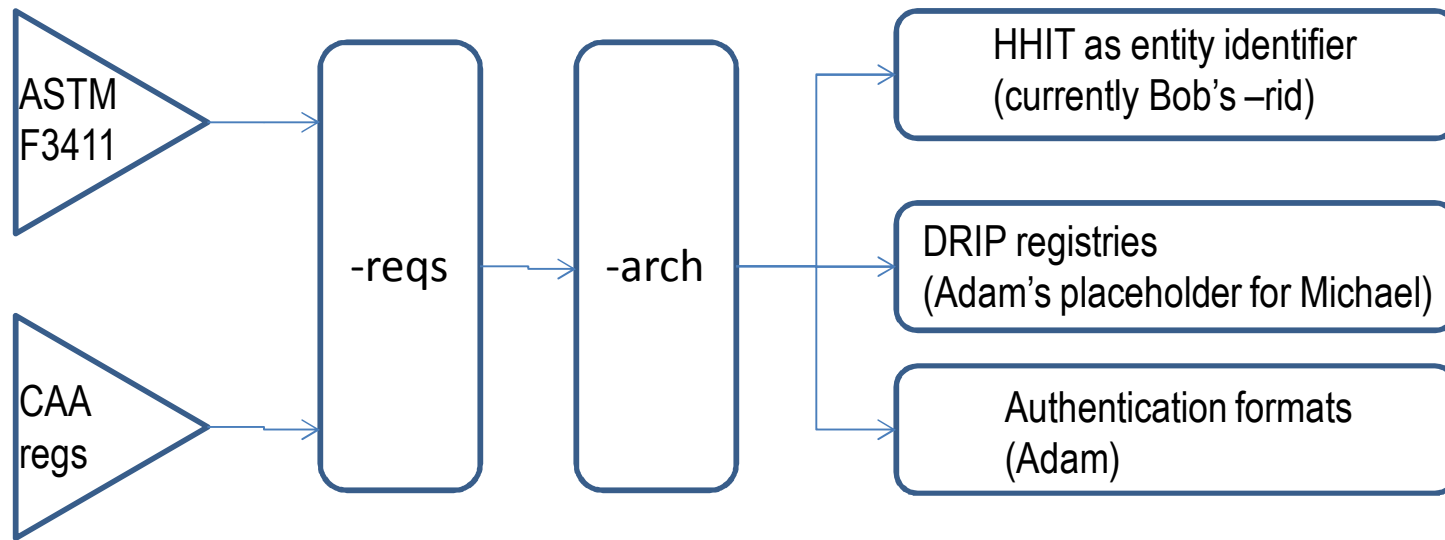 ASTM
F3411
CAA
regs
-reqs
-arch
HHIT as entity identifier
(currently Bob's –rid)
DRIP registries
(Adam's placeholder for Michael)
Authentication formats
(Adam)